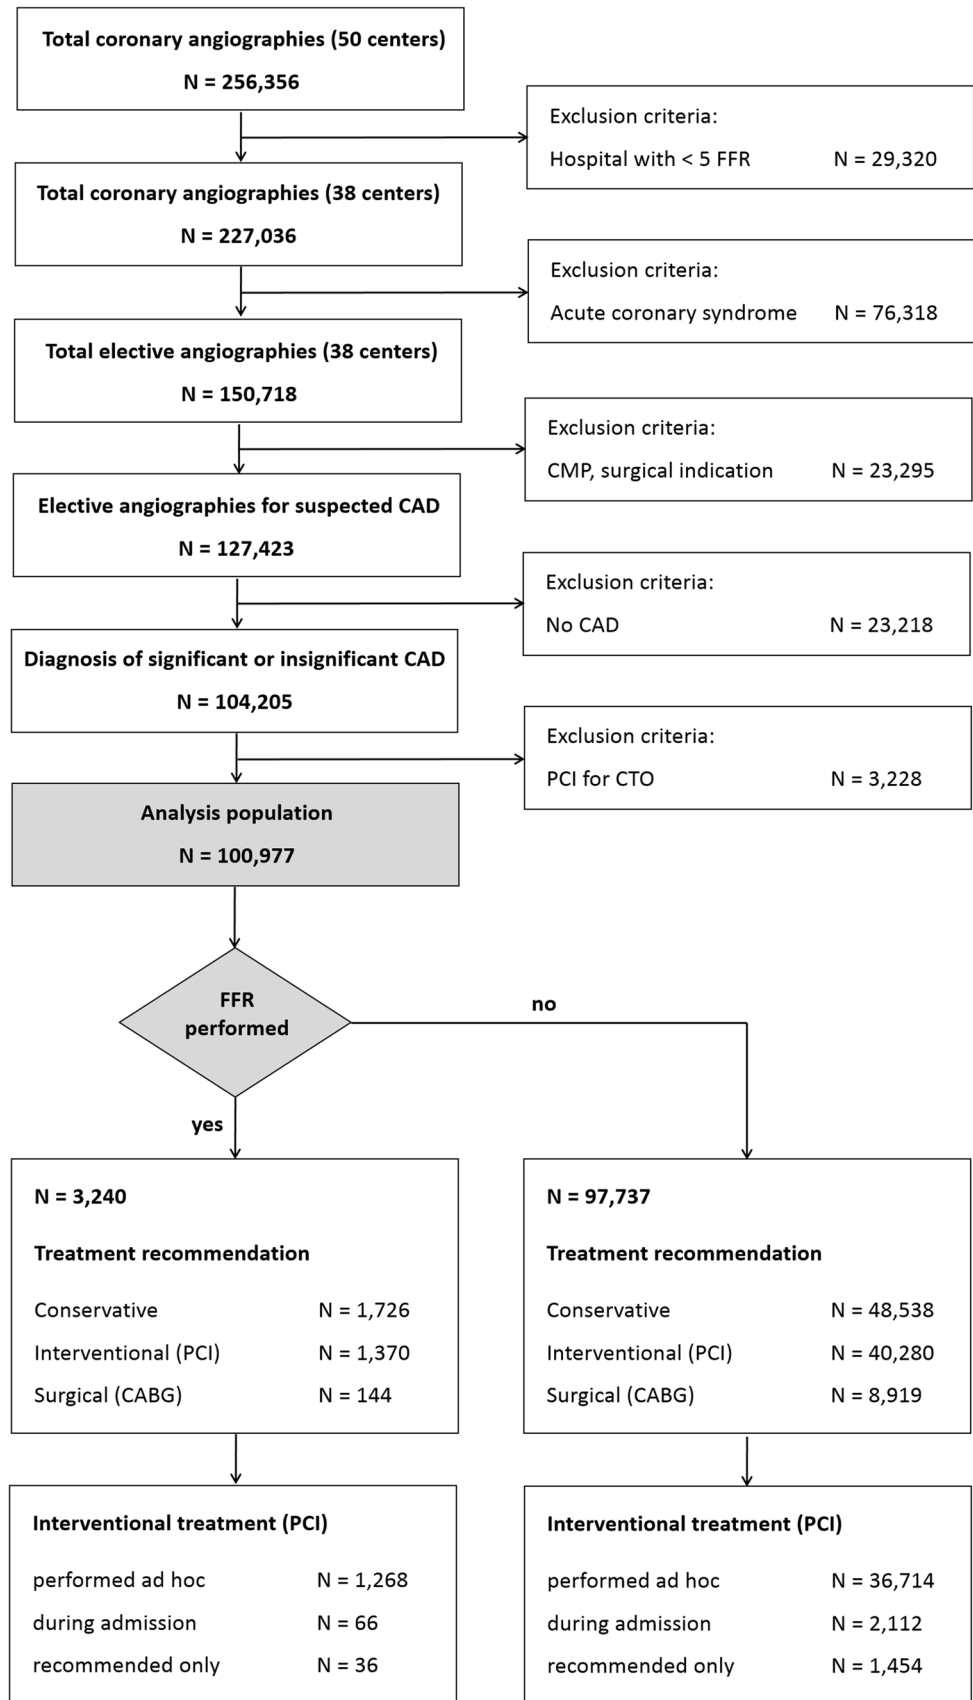 Total coronary angiographies (50 centers)
N = 256,356
Exclusion criteria:
Hospital with < 5 FFR N = 29,320
Total coronary angiographies (38 centers)
N = 227,036
Exclusion criteria:
Acute coronary syndrome N = 76,318
Total elective angiographies (38 centers)
N = 150,718
Exclusion criteria:
CMP, surgical indication N = 23,295
Elective angiographies for suspected CAD
N = 127,423
Exclusion criteria:
No CAD N = 23,218
Diagnosis of significant or insignificant CAD
N = 104,205
Exclusion criteria:
PCI for CTO N = 3,228
Analysis population
N = 100,977
FFR
performed
no
yes
N = 3,240
Treatment recommendation
Conservative N = 1,726
Interventional (PCI) N = 1,370
Surgical (CABG) N = 144
N = 97,737
Treatment recommendation
Conservative N = 48,538
Interventional (PCI) N = 40,280
Surgical (CABG) N = 8,919
Interventional treatment (PCI)
performed ad hoc N = 1,268
during admission N = 66
recommended only N = 36
Interventional treatment (PCI)
performed ad hoc N = 36,714
during admission N = 2,112
recommended only N = 1,454